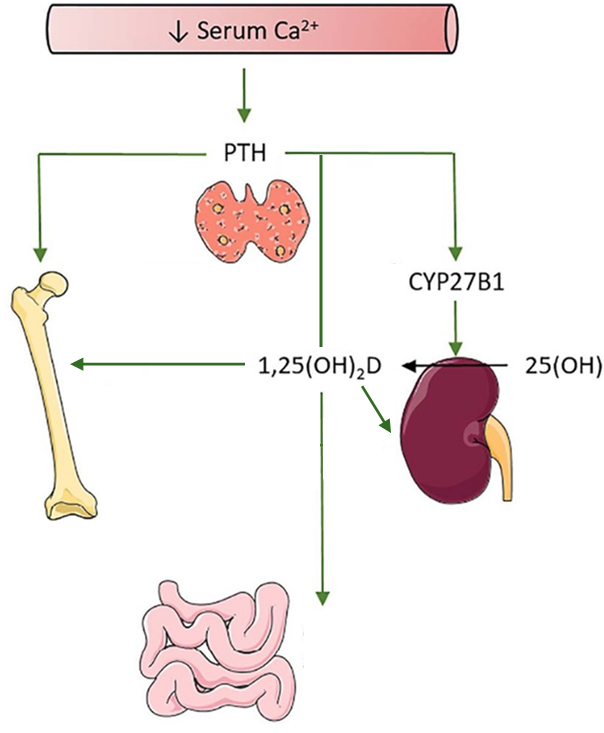 ↓ Serum Ca²⁺
PTH
CYP27B1
1,25(OH)₂D
25(OH)